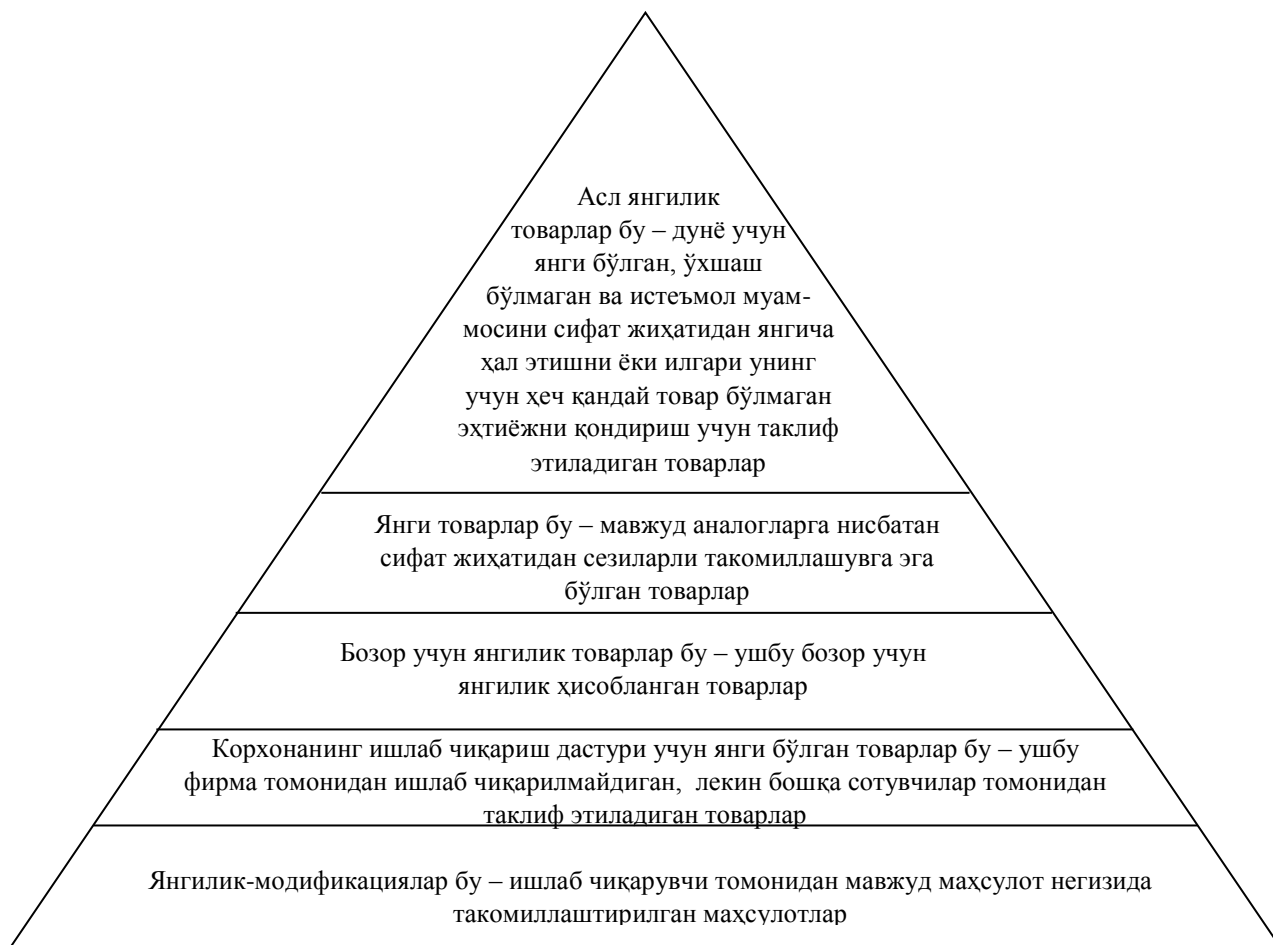 Асл янгилик
товарлар бу – дунё учун
янги бўлган, ўхшаш
бўлмаган ва истеъмол муам-
мосини сифат жиҳатидан янгича
ҳал этишни ёки илгари унинг
учун ҳеч қандай товар бўлмаган
эҳтиёжни қондириш учун таклиф
этиладиган товарлар
Янги товарлар бу – мавжуд аналогларга нисбатан
сифат жиҳатидан сезиларли такомиллашувга эга
бўлган товарлар
Бозор учун янгилик товарлар бу – ушбу бозор учун
янгилик ҳисобланган товарлар
Корхонанинг ишлаб чиқариш дастури учун янги бўлган товарлар бу – ушбу
фирма томонидан ишлаб чиқарилмайдиган, лекин бошқа сотувчилар томонидан
таклиф этиладиган товарлар
Янгилик-модификациялар бу – ишлаб чиқарувчи томонидан мавжуд маҳсулот негизида
такомиллаштирилган маҳсулотлар